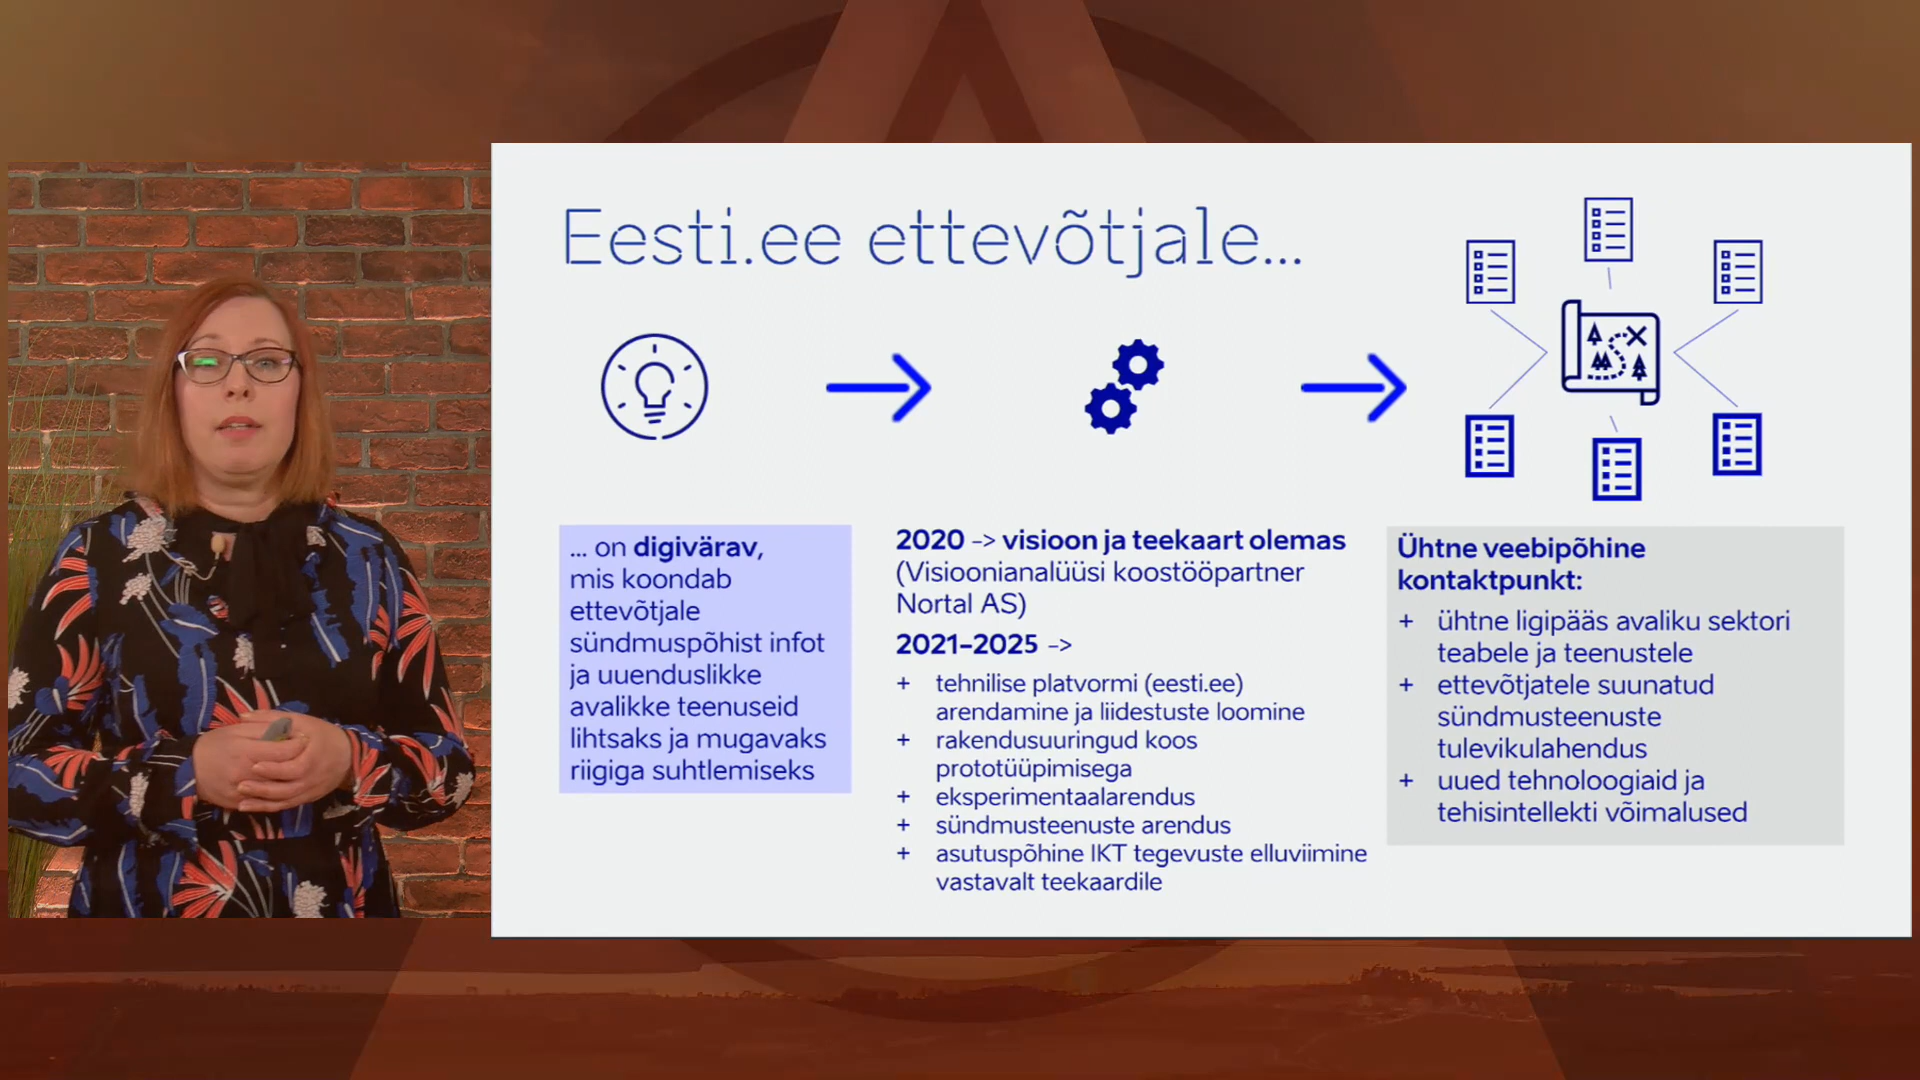 Eesti.ee ettevõtjale...
... on digivärav,
mis koondab
ettevõtjale
sündmuspõhist infot
ja uuenduslikke
avalikke teenuseid
lihtsaks ja mugavaks
riigiga suhtlemiseks
2020 -> visioon ja teekaart olemas
(Visioonianalüüsi koostööpartner
Nortal AS)
2021-2025 ->
+ tehnilise platvormi (eesti.ee)
arendamine ja liidestuste loomine
+ rakendusuuringud koos
prototüüpimisega
+ eksperimentaalarendus
+ sündmusteenuste arendus
+ asutuspõhine IKT tegevuste elluviimine
vastavalt teekaardile
Ühtne veebipõhine
kontaktpunkt:
+ ühtne ligipääs avaliku sektori
teabele ja teenustele
+ ettevõtjatele suunatud
sündmusteenuste
tulevikulahendus
+ uued tehnoloogiaid ja
tehisintellekti võimalused